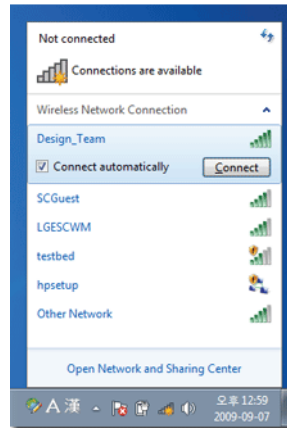 Not connected
Connections are available
Wireless Network Connection
Design_Team
Connect automatically
Connect
SCGuest
LGESCWM
testbed
hpsetup
Other Network
Open Network and Sharing Center
A 漢
오후 12:59
2009-09-07